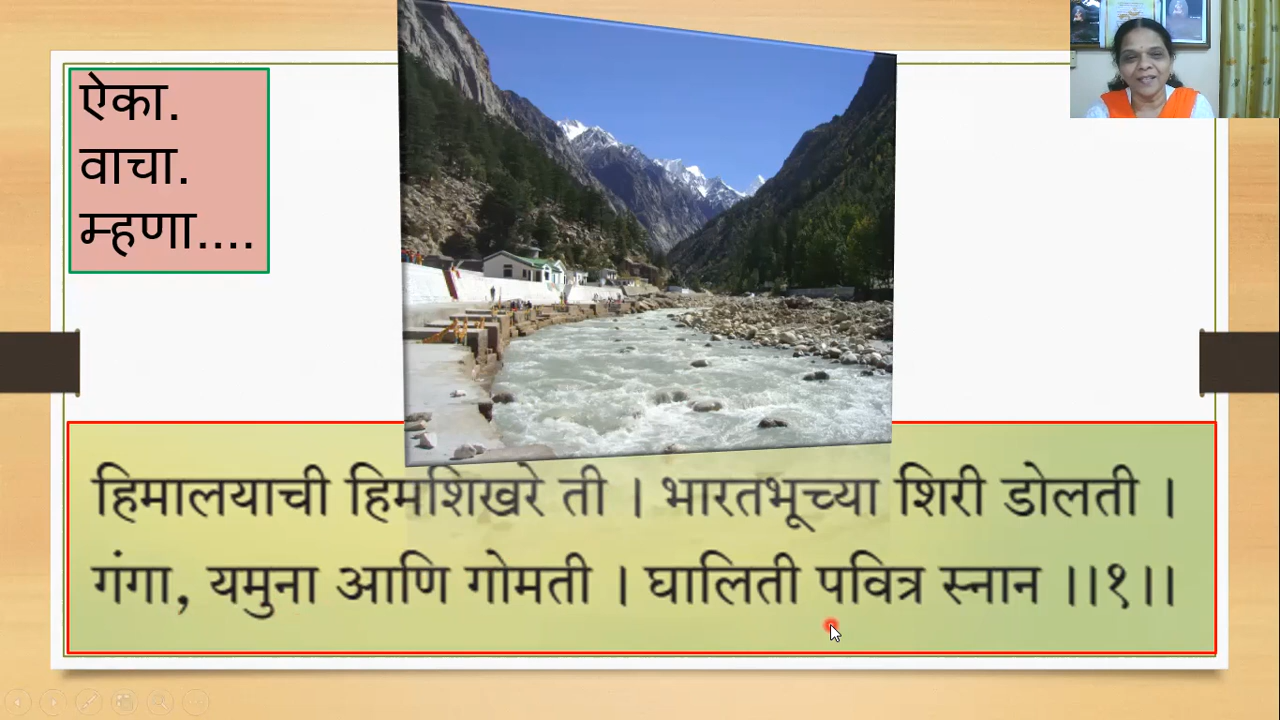 ऐका.
वाचा.
म्हणा....
हिमालयाची हिमशिखरे ती । भारतभूच्या शिरी डोलती ।
गंगा, यमुना आणि गोमती । घालिती पवित्र स्नान ।।१।।